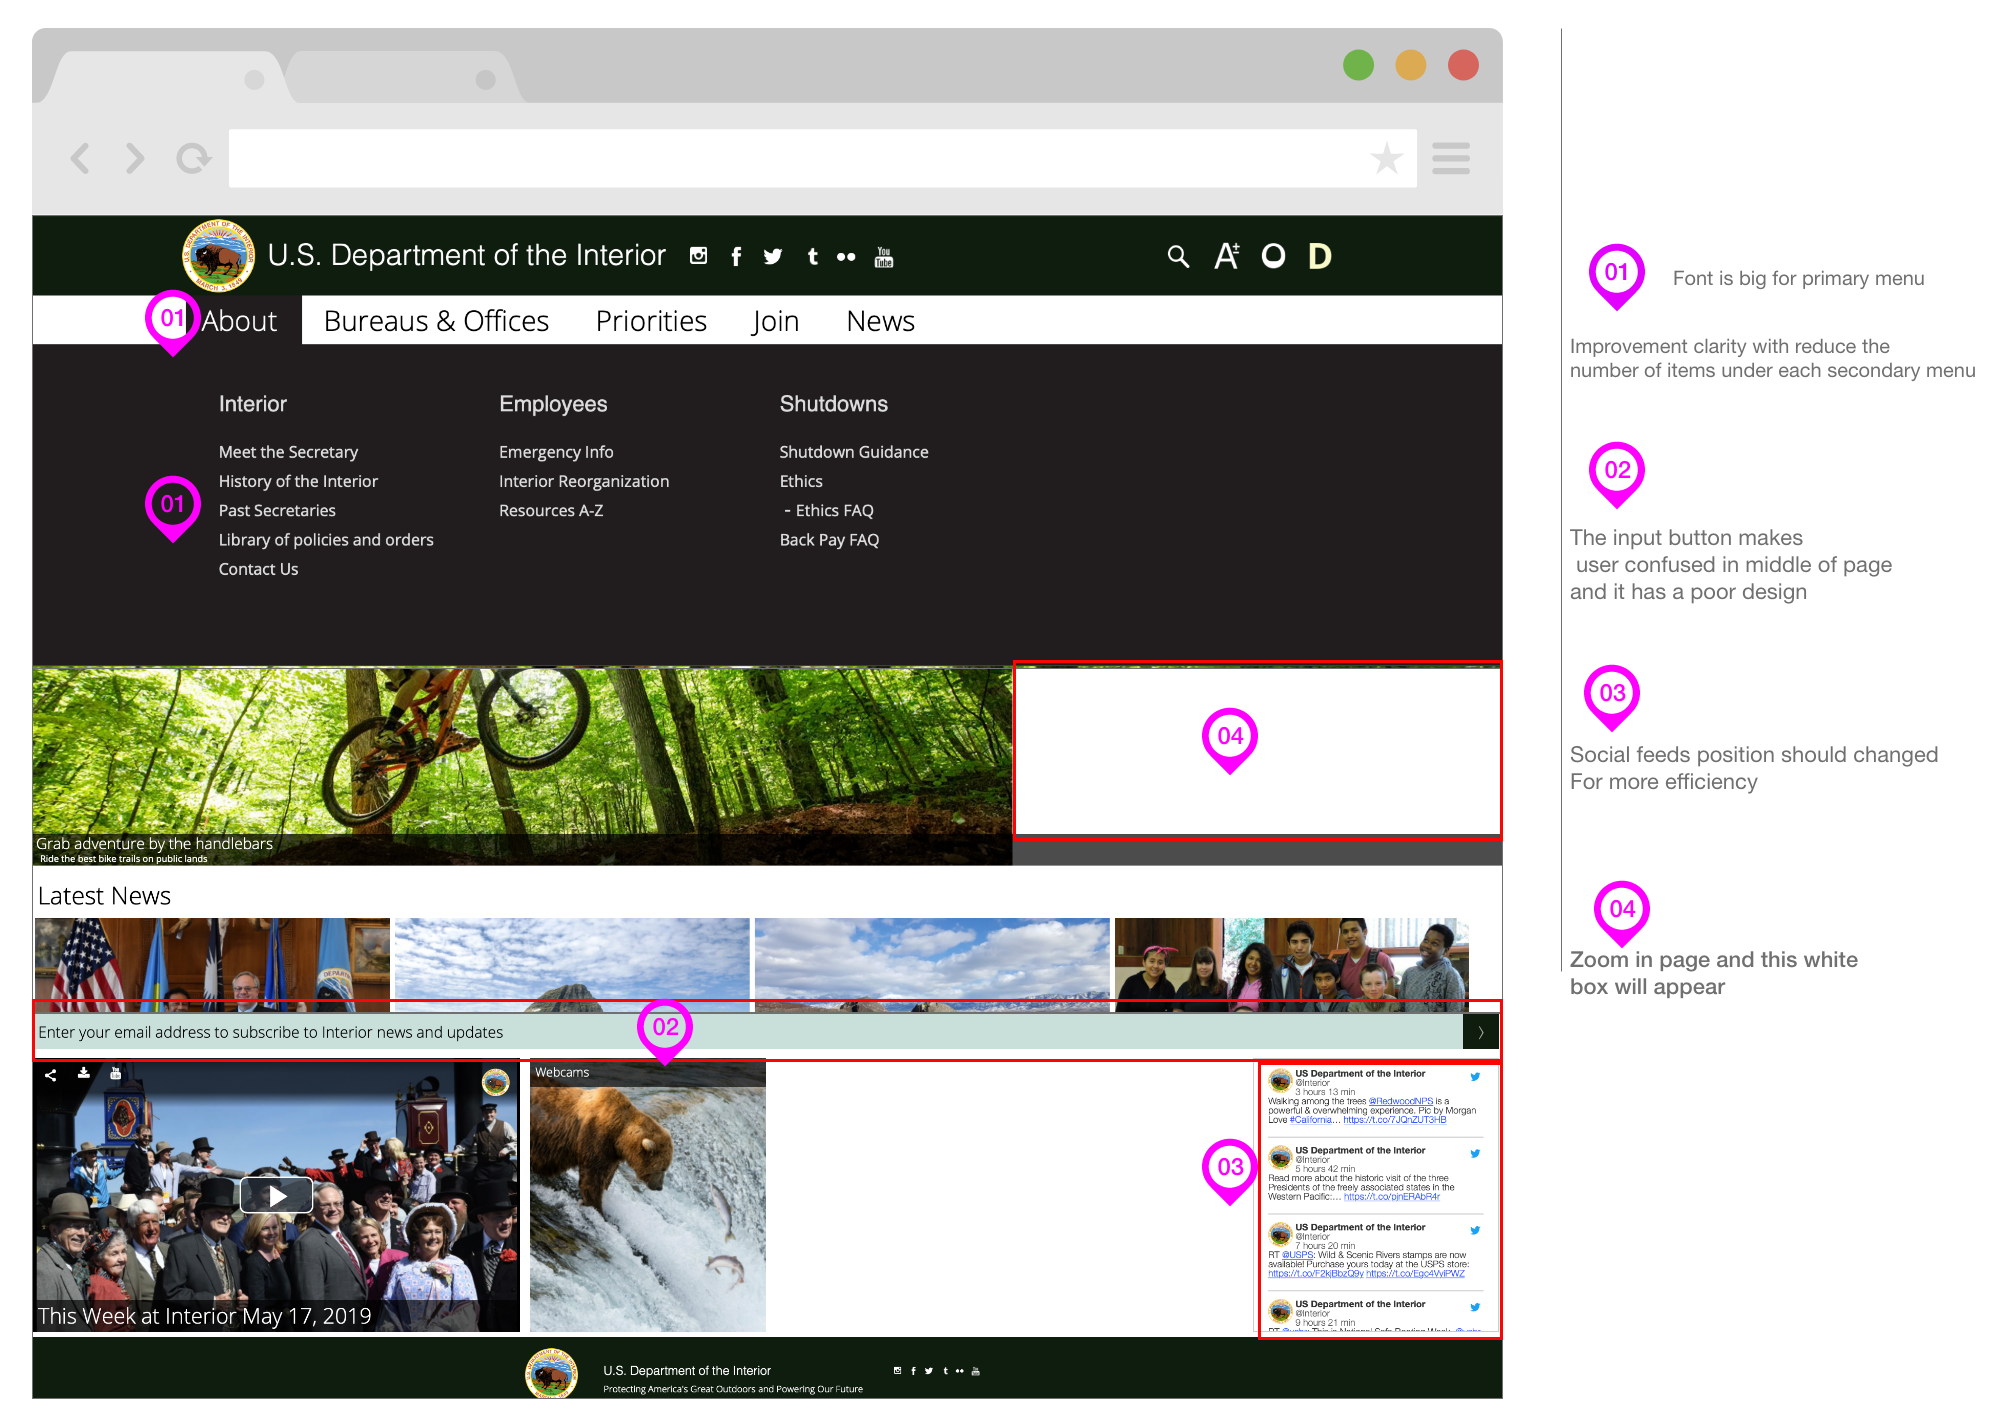 U.S. Department of the Interior
You
Tube
A±
O
D
01
About
Bureaus & Offices
Priorities
Join
News
Interior
Employees
Shutdowns
Meet the Secretary
Emergency Info
Shutdown Guidance
History of the Interior
Interior Reorganization
Ethics
01
Past Secretaries
Resources A-Z
- Ethics FAQ
Library of policies and orders
Back Pay FAQ
Contact Us
04
Grab adventure by the handlebars
Ride the best bike trails on public lands
Latest News
Enter your email address to subscribe to Interior news and updates
02
This Week at Interior May 17, 2019
Webcams
03
US Department of the Interior
@Interior
3 hours 13 min
Walking among the trees @RedwoodNPS is a
powerful & overwhelming experience. Pic by Morgan
Love #California… https://t.co/7JQnZUT3HB
US Department of the Interior
@Interior
5 hours 42 min
Read more about the historic visit of the three
Presidents of the freely associated states in the
Western Pacific:… https://t.co/pjnERAbR4r
US Department of the Interior
@Interior
7 hours 20 min
RT @USPS: Wild & Scenic Rivers stamps are now
available! Purchase yours today at the USPS store:
https://t.co/F2kjBbzQ9y https://t.co/Egc4VylPWZ
US Department of the Interior
@Interior
9 hours 21 min
U.S. Department of the Interior
Protecting America's Great Outdoors and Powering Our Future
01
Font is big for primary menu
Improvement clarity with reduce the
number of items under each secondary menu
02
The input button makes
user confused in middle of page
and it has a poor design
03
Social feeds position should changed
For more efficiency
04
Zoom in page and this white
box will appear